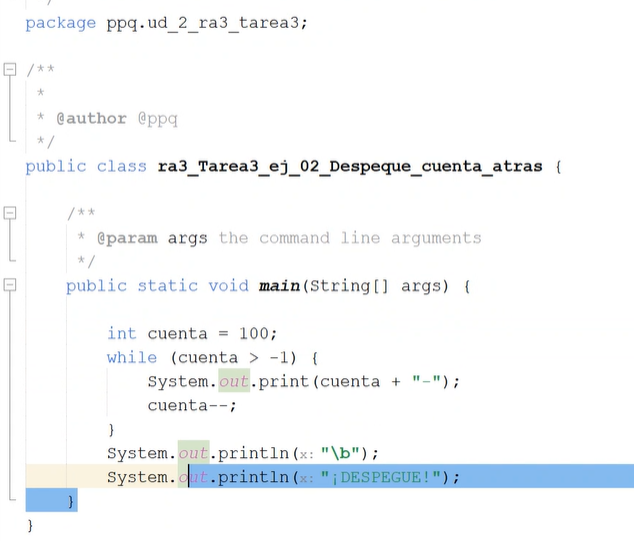 */
package ppq.ud_2_ra3_tarea3;
/**
*
* @author @ppq
*/
public class ra3_Tarea3_ej_02_Despeque_cuenta_atras {
/**
* @param args the command line arguments
*/
public static void main(String[] args) {
int cuenta = 100;
while (cuenta > -1) {
System.out.print(cuenta + "-");
cuenta--;
}
System.out.println(x: "\b");
System.out.println(x: "¡DESPEGUE!");
}
}